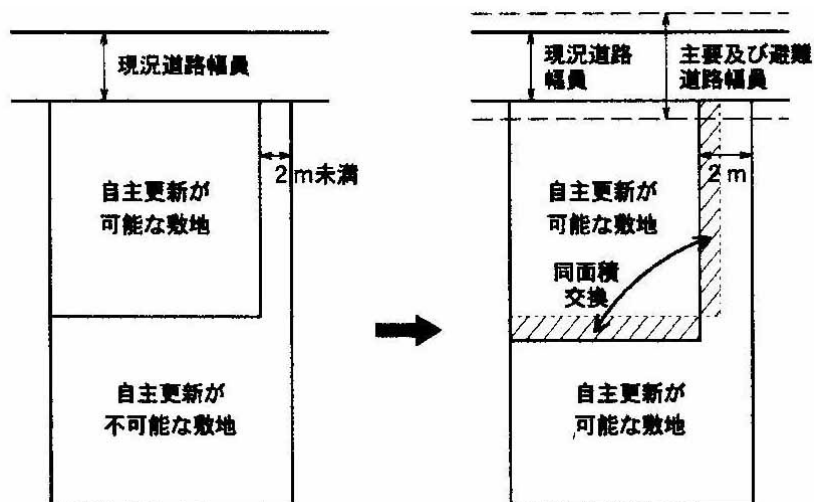 現況道路幅員
2m未満
自主更新が
可能な敷地
自主更新が
不可能な敷地
現況道路
幅員
主要及び避難
道路幅員
2m
自主更新が
可能な敷地
同面積
交換
自主更新が
可能な敷地